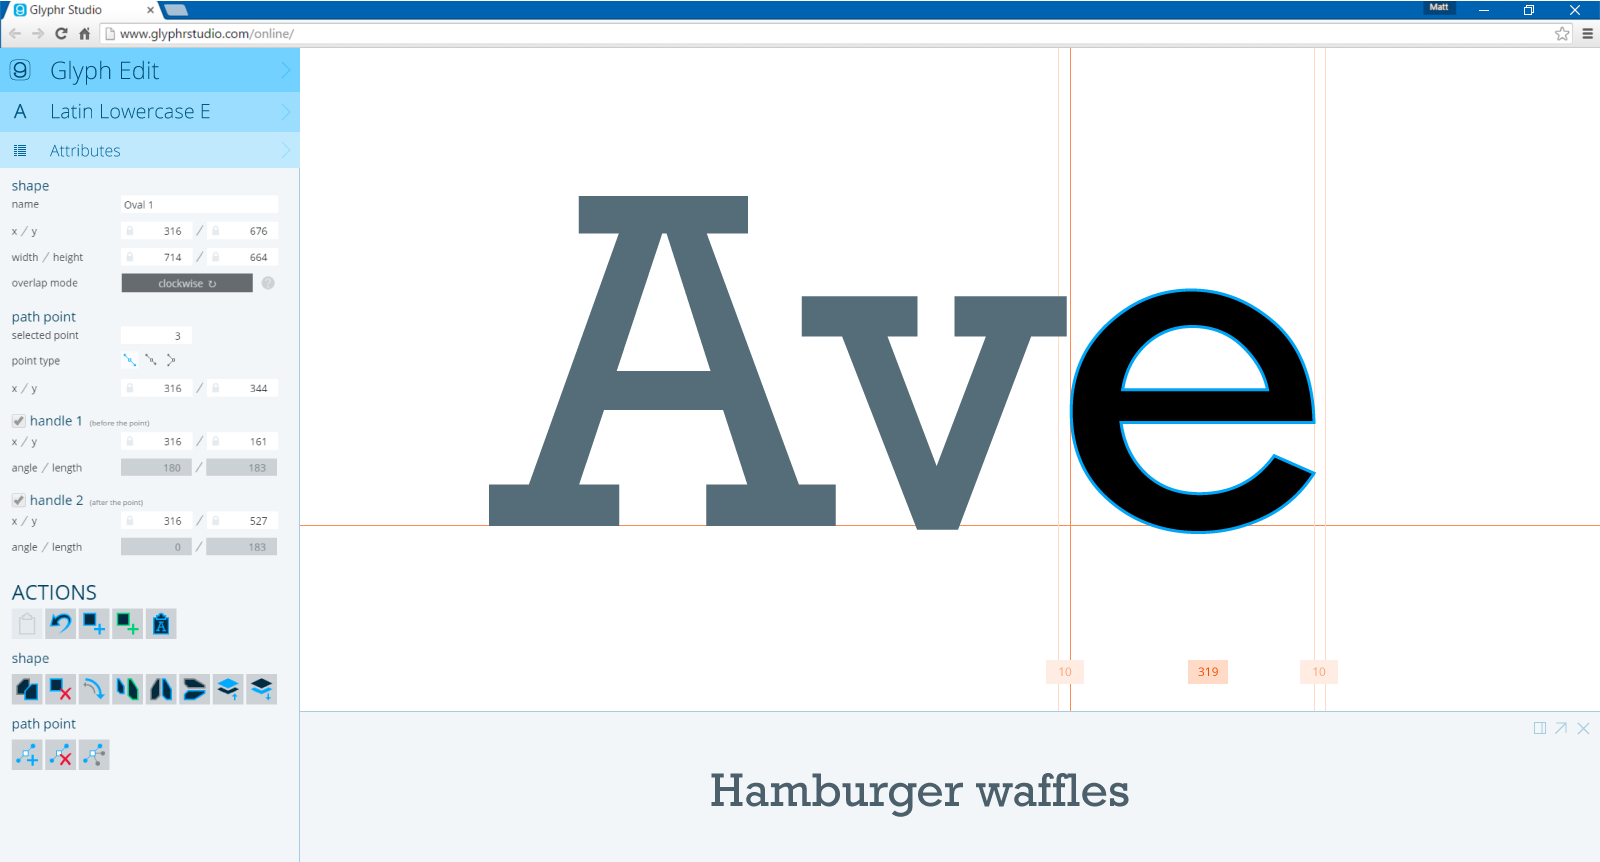 Glyphr Studio
Matt
www.glyphrstudio.com/online/
Glyph Edit
A Latin Lowercase E
Attributes
shape
name Oval 1
x / y 316 / 676
width / height 714 / 664
overlap mode clockwise ↻ ?
path point
selected point 3
point type
x / y 316 / 344
handle 1 (before the point)
x / y 316 / 161
angle / length 180 / 183
handle 2 (after the point)
x / y 316 / 527
angle / length 0 / 183
ACTIONS
shape
path point
Ave
10 319 10
Hamburger waffles